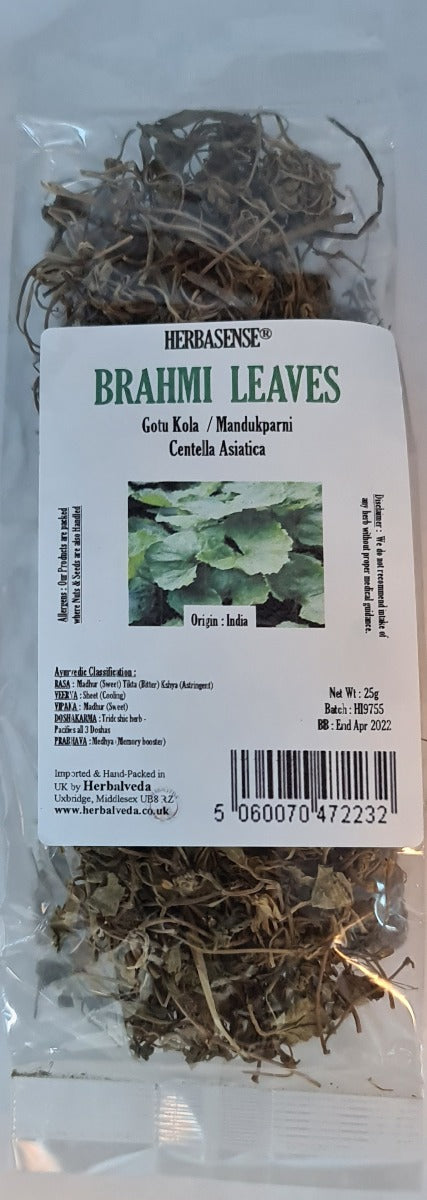 HERBASENSE®
BRAHMI LEAVES
Gotu Kola / Mandukparni
Centella Asiatica
Allergens : Our Products are packed
where Nuts & Seeds are also Handled
Disclaimer : We do not recommend intake of
any herb without proper medical guidance.
Origin : India
Ayurvedic Classification :
RASA : Madhur (Sweet) Tikta (Bitter) Kshya (Astringent)
VEERYA : Sheet (Cooling)
VIPAKA : Madhur (Sweet)
DOSHAKARMA : Tridoshic herb -
Pacifies all 3 Doshas
PRABHAVA : Medhya (Memory booster)
Net Wt : 25g
Batch : HI9755
BB : End Apr 2022
Imported & Hand-Packed in
UK by Herbalveda
Uxbridge, Middlesex UB8 2RZ
www.herbalveda.co.uk
5 060070 472232